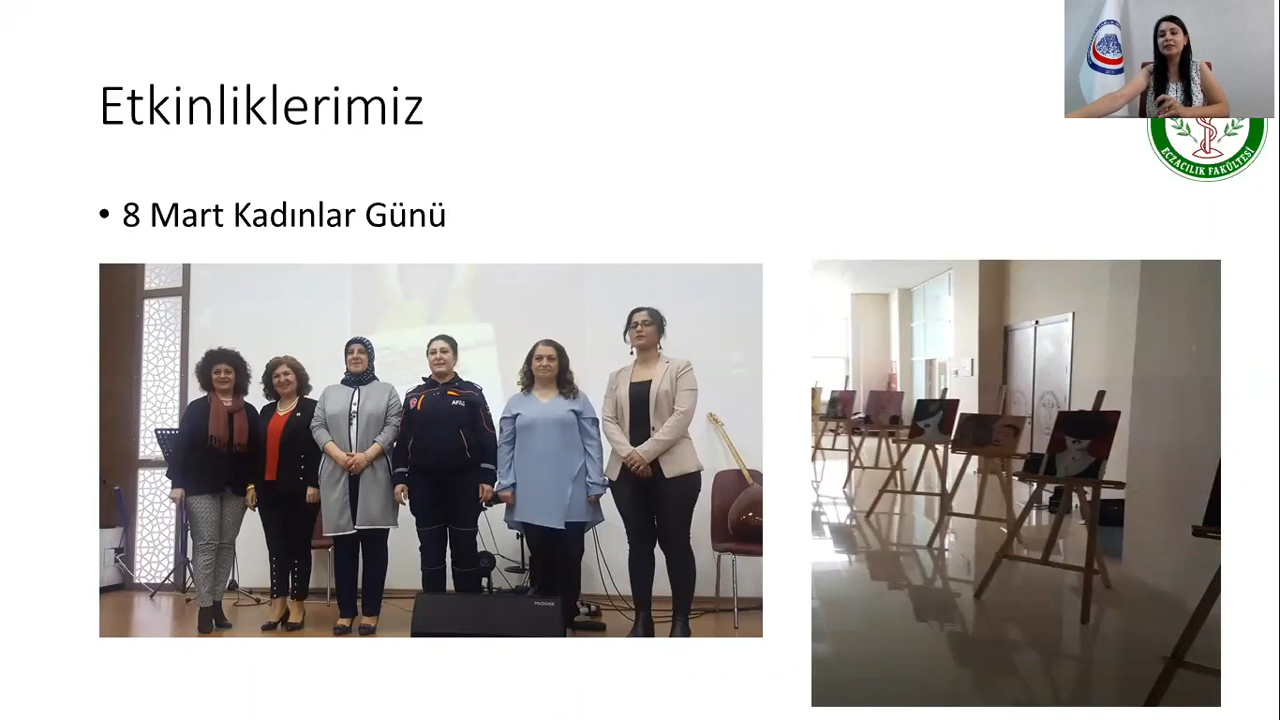 Etkinliklerimiz
• 8 Mart Kadınlar Günü
ECZACILIK FAKÜLTESİ
AFAD